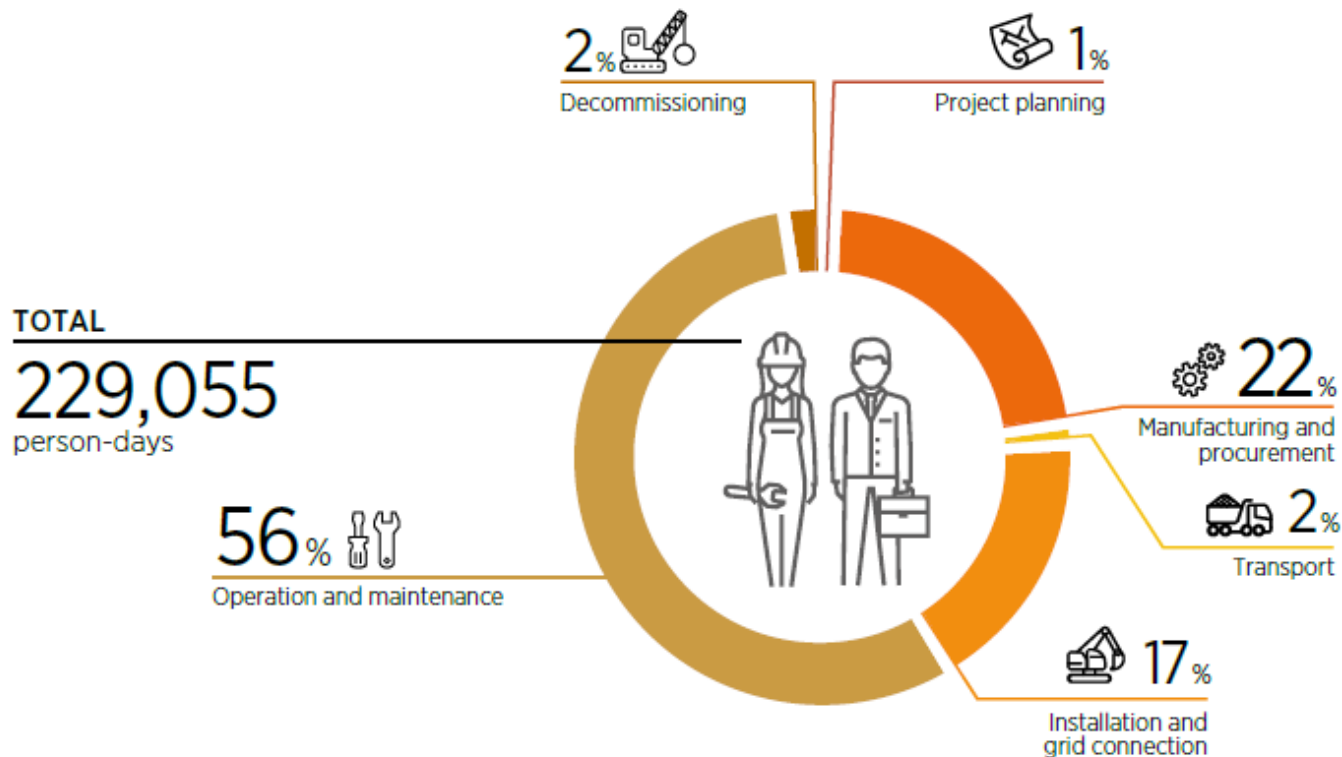 2%
Decommissioning
1%
Project planning
TOTAL
229,055
person-days
22%
Manufacturing and
procurement
2%
Transport
56%
Operation and maintenance
17%
Installation and
grid connection